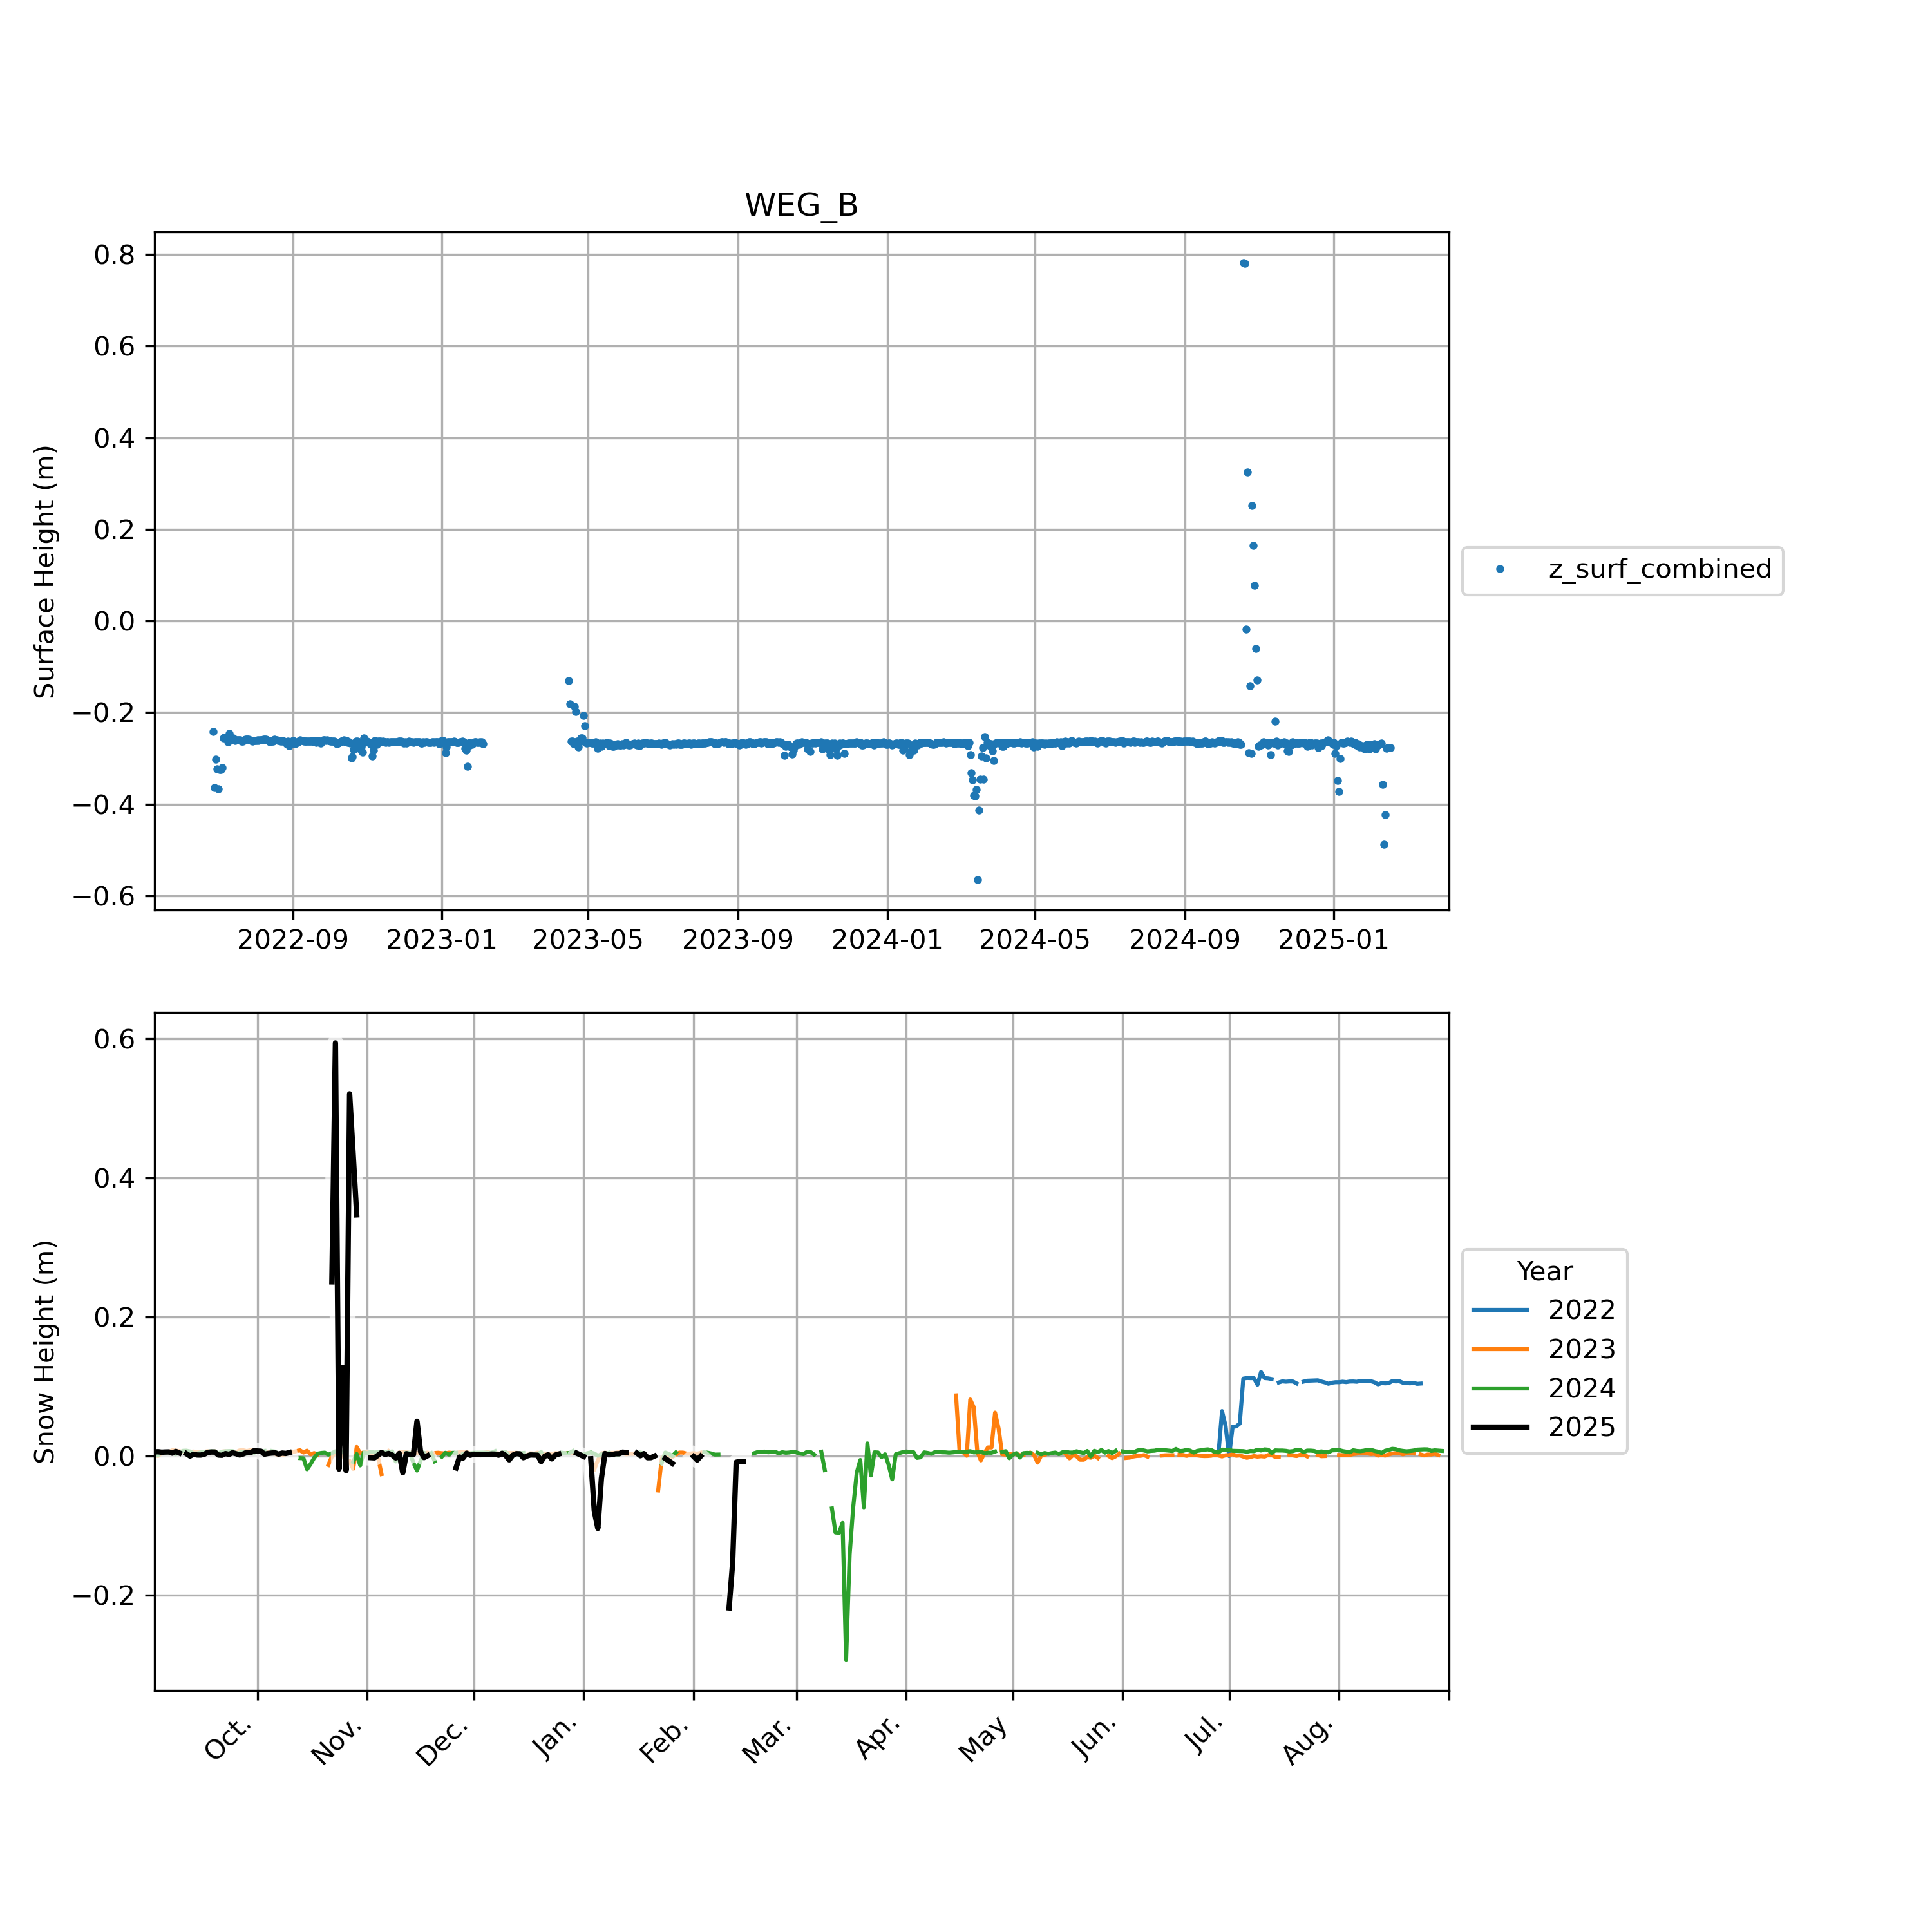 WEG_B
0.8
0.6
0.4
0.2
0.0
−0.2
−0.4
−0.6
Surface Height (m)
2022-09 2023-01 2023-05 2023-09 2024-01 2024-05 2024-09 2025-01
z_surf_combined
0.6
0.4
0.2
0.0
−0.2
Snow Height (m)
Oct. Nov. Dec. Jan. Feb. Mar. Apr. May Jun. Jul. Aug.
Year
2022
2023
2024
2025